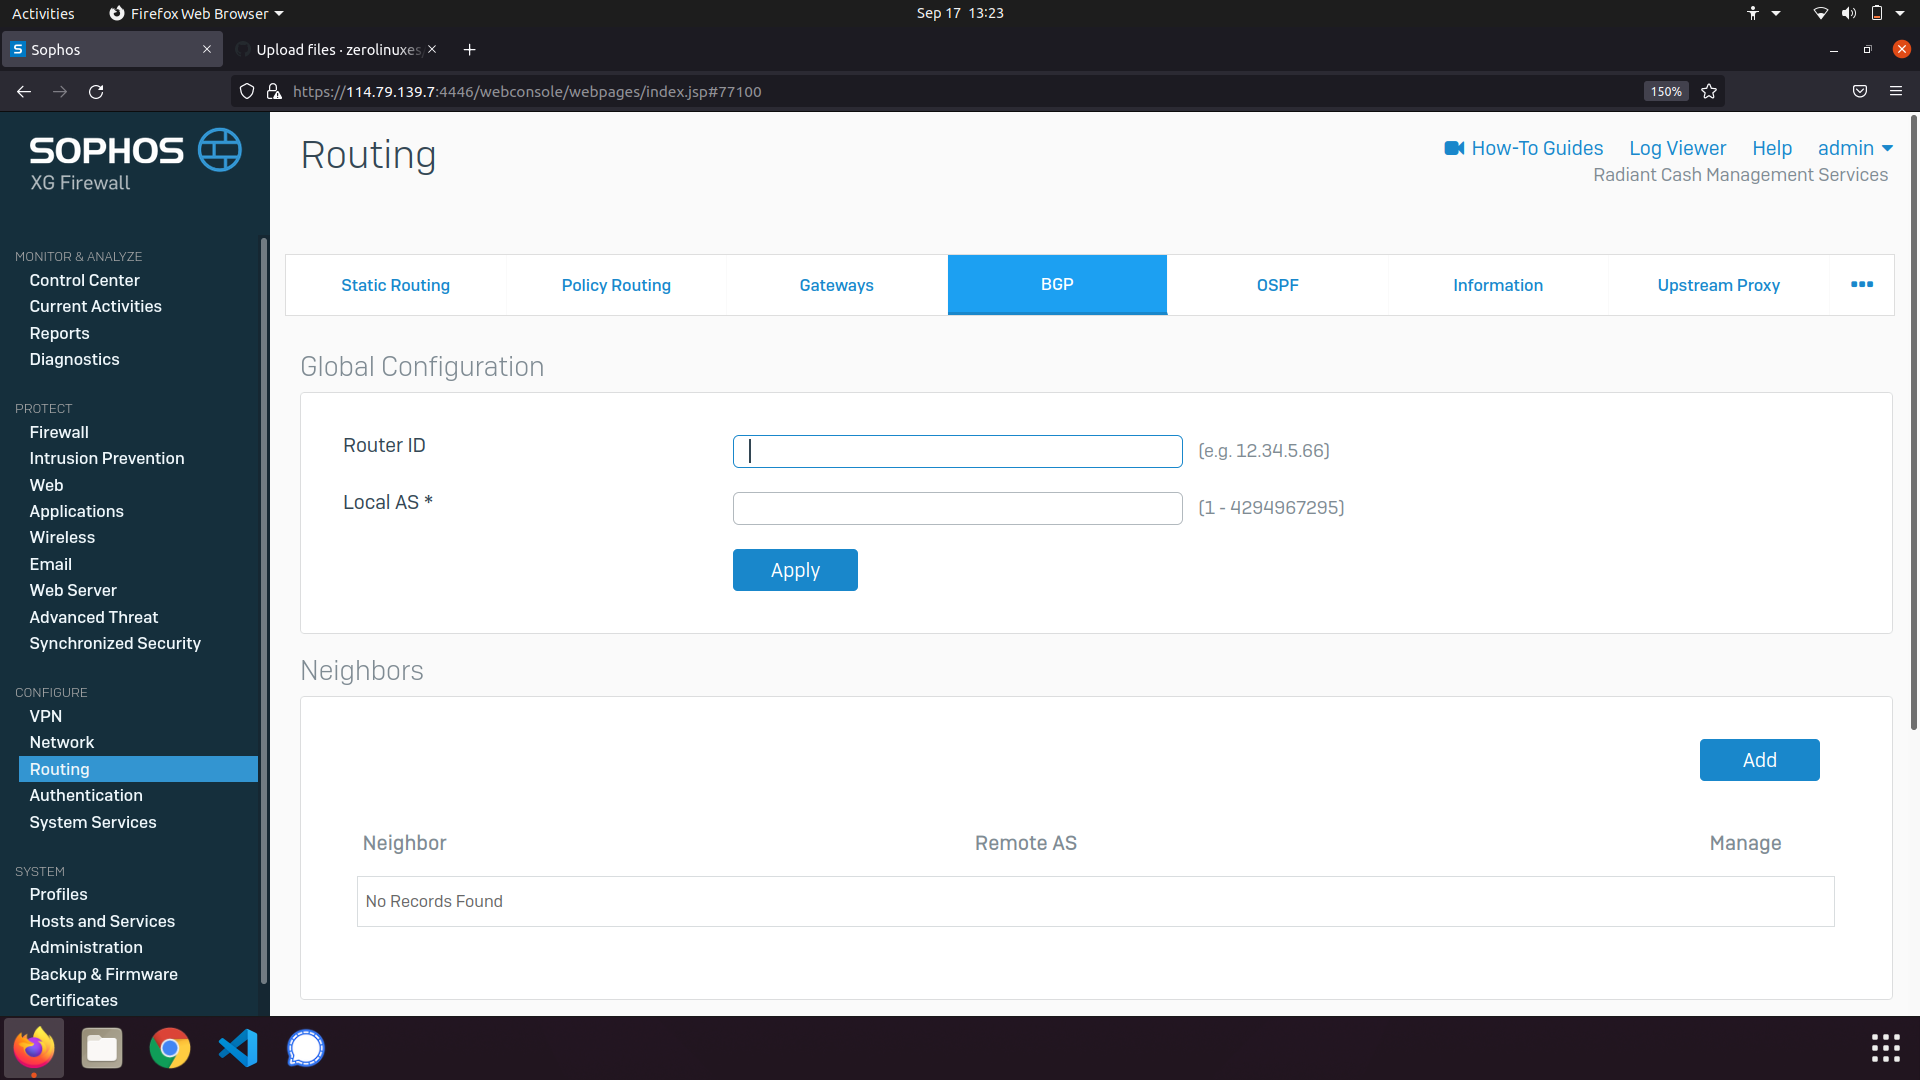 Activities
Firefox Web Browser
Sep 17 13:23
Sophos
Upload files · zerolinuxes
https://114.79.139.7:4446/webconsole/webpages/index.jsp#77100
150%
SOPHOS
XG Firewall
Routing
How-To Guides
Log Viewer
Help
admin
Radiant Cash Management Services
MONITOR & ANALYZE
Control Center
Current Activities
Reports
Diagnostics
PROTECT
Firewall
Intrusion Prevention
Web
Applications
Wireless
Email
Web Server
Advanced Threat
Synchronized Security
CONFIGURE
VPN
Network
Routing
Authentication
System Services
SYSTEM
Profiles
Hosts and Services
Administration
Backup & Firmware
Certificates
Static Routing
Policy Routing
Gateways
BGP
OSPF
Information
Upstream Proxy
Global Configuration
Router ID
(e.g. 12.34.5.66)
Local AS *
(1 - 4294967295)
Apply
Neighbors
Add
Neighbor
Remote AS
Manage
No Records Found